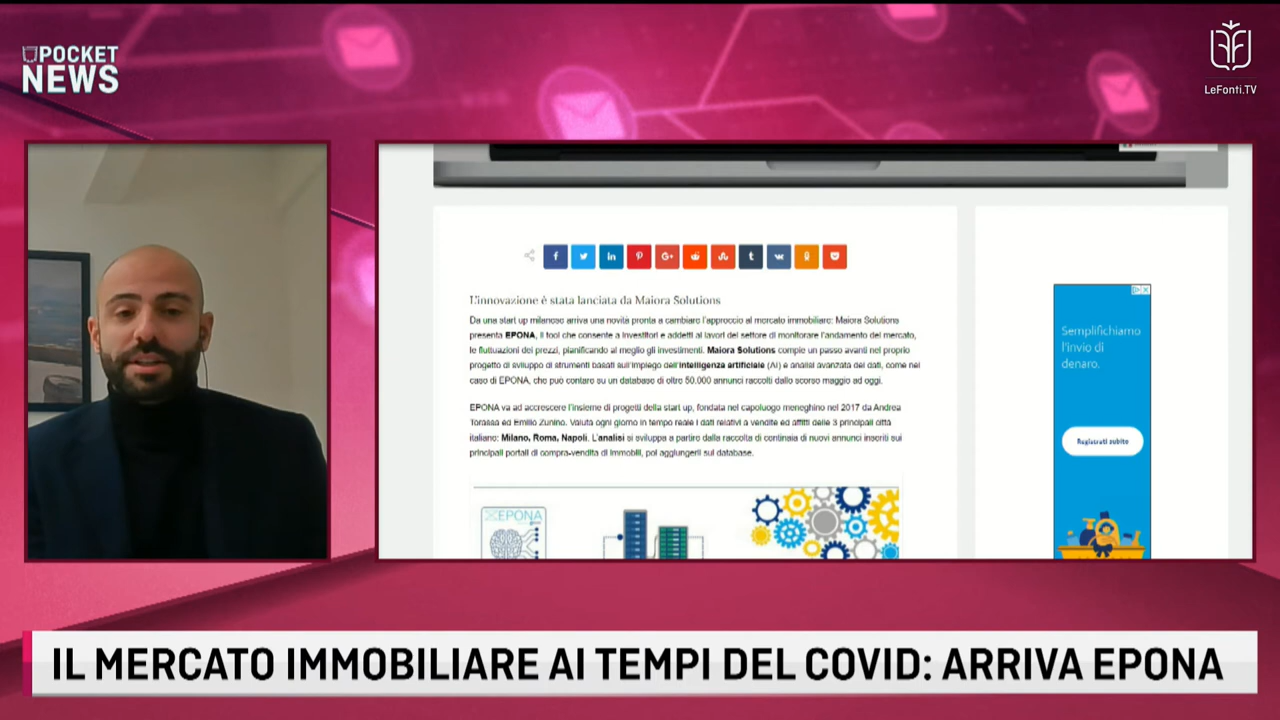 POCKET
NEWS
LeFonti.TV
L'innovazione è stata lanciata da Maiora Solutions
Da una start up milanese arriva una novità pronta a cambiare l'approccio al mercato immobiliare: Maiora Solutions
presenta EPONA, il tool che consente a investitori e addetti ai lavori del settore di monitorare l'andamento del mercato,
le fluttuazioni dei prezzi, pianificando al meglio gli investimenti. Maiora Solutions compie un passo avanti nel proprio
progetto di sviluppo di strumenti basati sull'impiego dell'intelligenza artificiale (AI) e analisi avanzata dei dati, come nel
caso di EPONA, che può contare su un database di oltre 50.000 annunci raccolti dallo scorso maggio ad oggi.
EPONA va ad accrescere l'insieme di progetti della start up, fondata nel capoluogo meneghino nel 2017 da Andrea
Torassa ed Emilio Zunino. Valuta ogni giorno in tempo reale i dati relativi a vendite ed affitti delle 3 principali città
italiane: Milano, Roma, Napoli. L'analisi si sviluppa a partire dalla raccolta di continaia di nuovi annunci inseriti sui
principali portali di compra-vendita di immobili, poi aggiungerli sul database.
EPONA
Semplifichiamo
l'invio di
denaro.
Registrati subito
IL MERCATO IMMOBILIARE AI TEMPI DEL COVID: ARRIVA EPONA